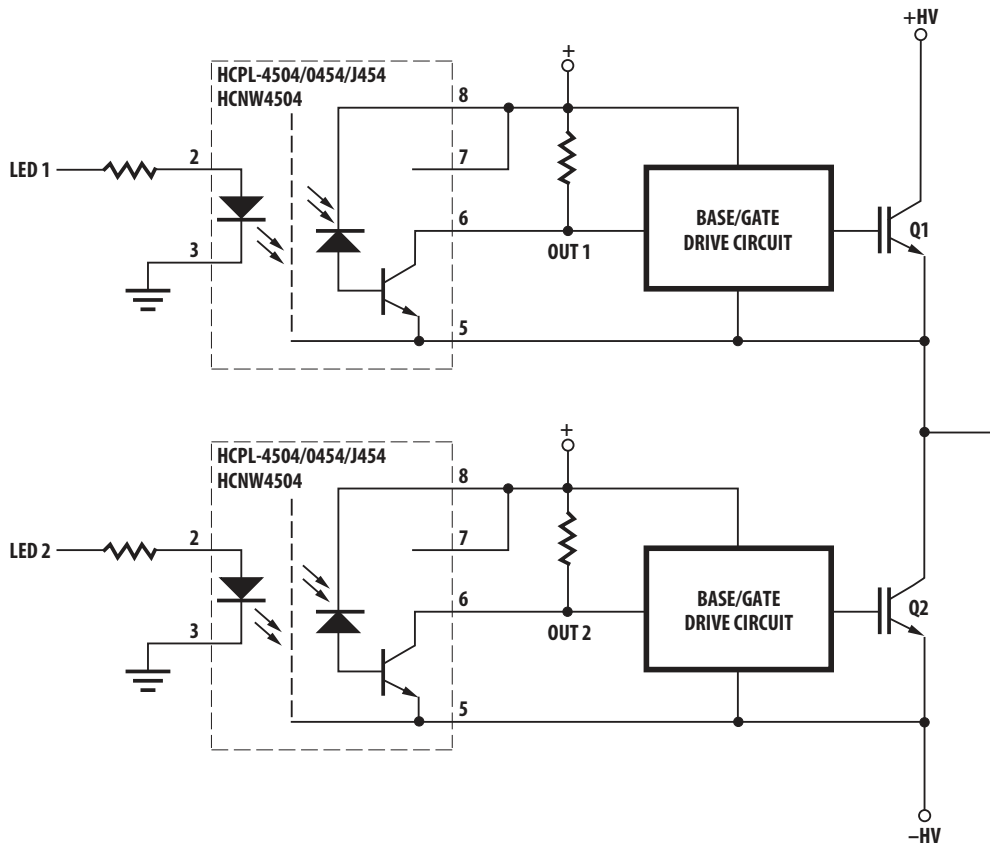 +HV
+
HCPL-4504/0454/J454
HCNW4504
8
7
2
LED 1
6
BASE/GATE
DRIVE CIRCUIT
Q1
3
OUT 1
5
+
HCPL-4504/0454/J454
HCNW4504
8
7
2
LED 2
6
BASE/GATE
DRIVE CIRCUIT
Q2
3
OUT 2
5
–HV